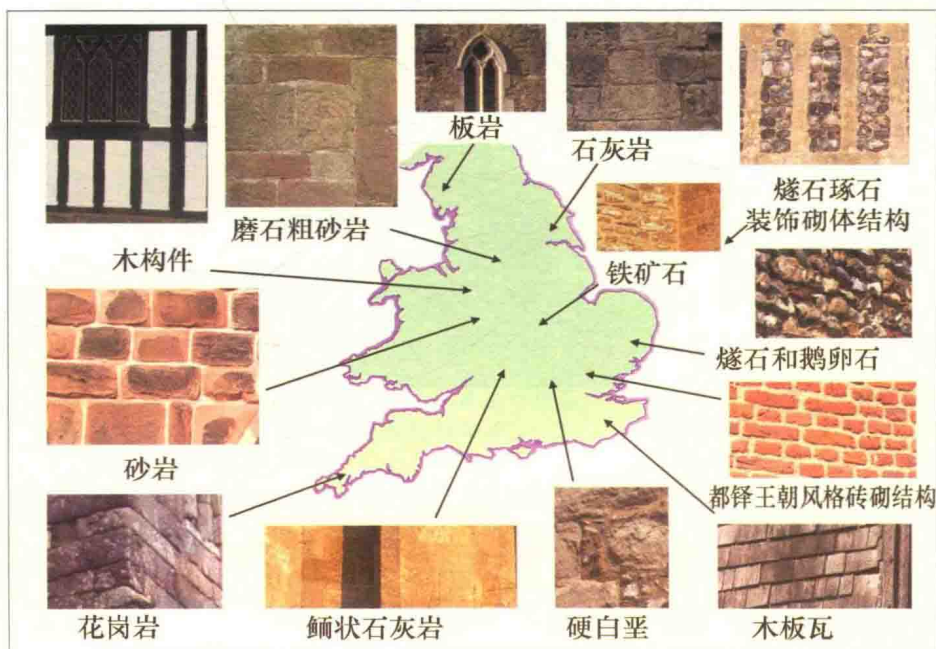 板岩
石灰岩
燧石琢石
装饰砌体结构
磨石粗砂岩
木构件
铁矿石
燧石和鹅卵石
砂岩
都铎王朝风格砖砌结构
花岗岩
鲕状石灰岩
硬白垩
木板瓦